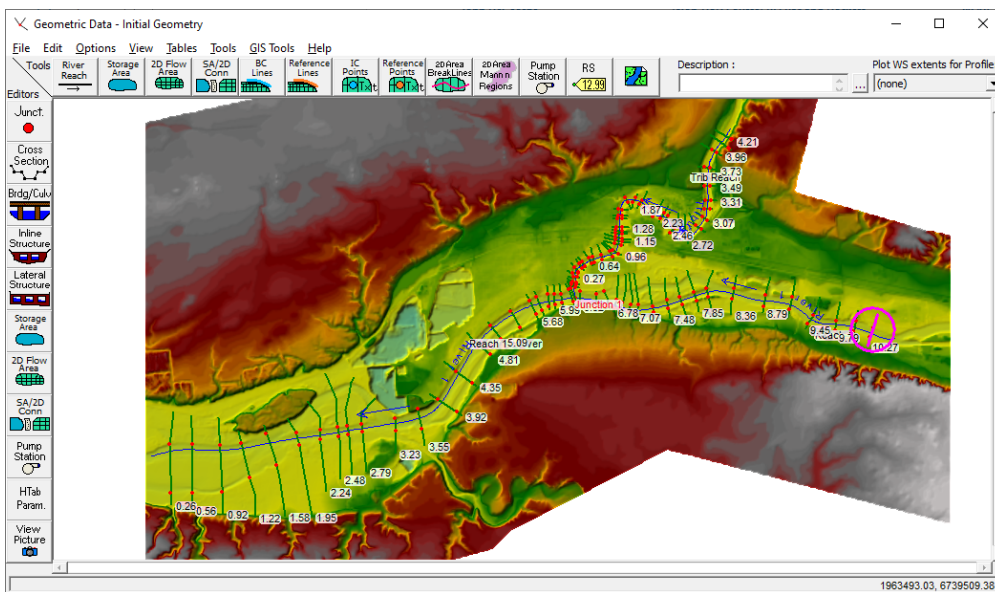 Geometric Data - Initial Geometry
File Edit Options View Tables Tools GIS Tools Help
Tools
Editors
River
Reach
Storage
Area
2D Flow
Area
SA/2D
Conn
BC
Lines
Reference
Lines
IC
Points
Reference
Points
2D Area
BreakLines
2D Area
Mann n
Regions
Pump
Station
RS
12.99
Description :
...
Plot WS extents for Profile
(none)
Junct.
Cross
Section
Brdg/Culv
Inline
Structure
Lateral
Structure
Storage
Area
2D Flow
Area
SA/2D
Conn
Pump
Station
HTab
Param.
View
Picture
4.21
3.96
3.73
Trib Reach
3.49
3.31
3.07
1.87
2.23
2.46
2.72
1.28
1.15
0.96
0.64
0.27
Junction 1
5.99
5.68
6.78
7.07
7.48
7.85
8.36
8.79
River 1
9.45
9.79
10.27
Reach 1
5.09
River 1
4.81
4.35
3.92
3.55
3.23
2.79
2.48
2.24
0.26
0.56
0.92
1.22
1.58
1.95
1963493.03, 6739509.38